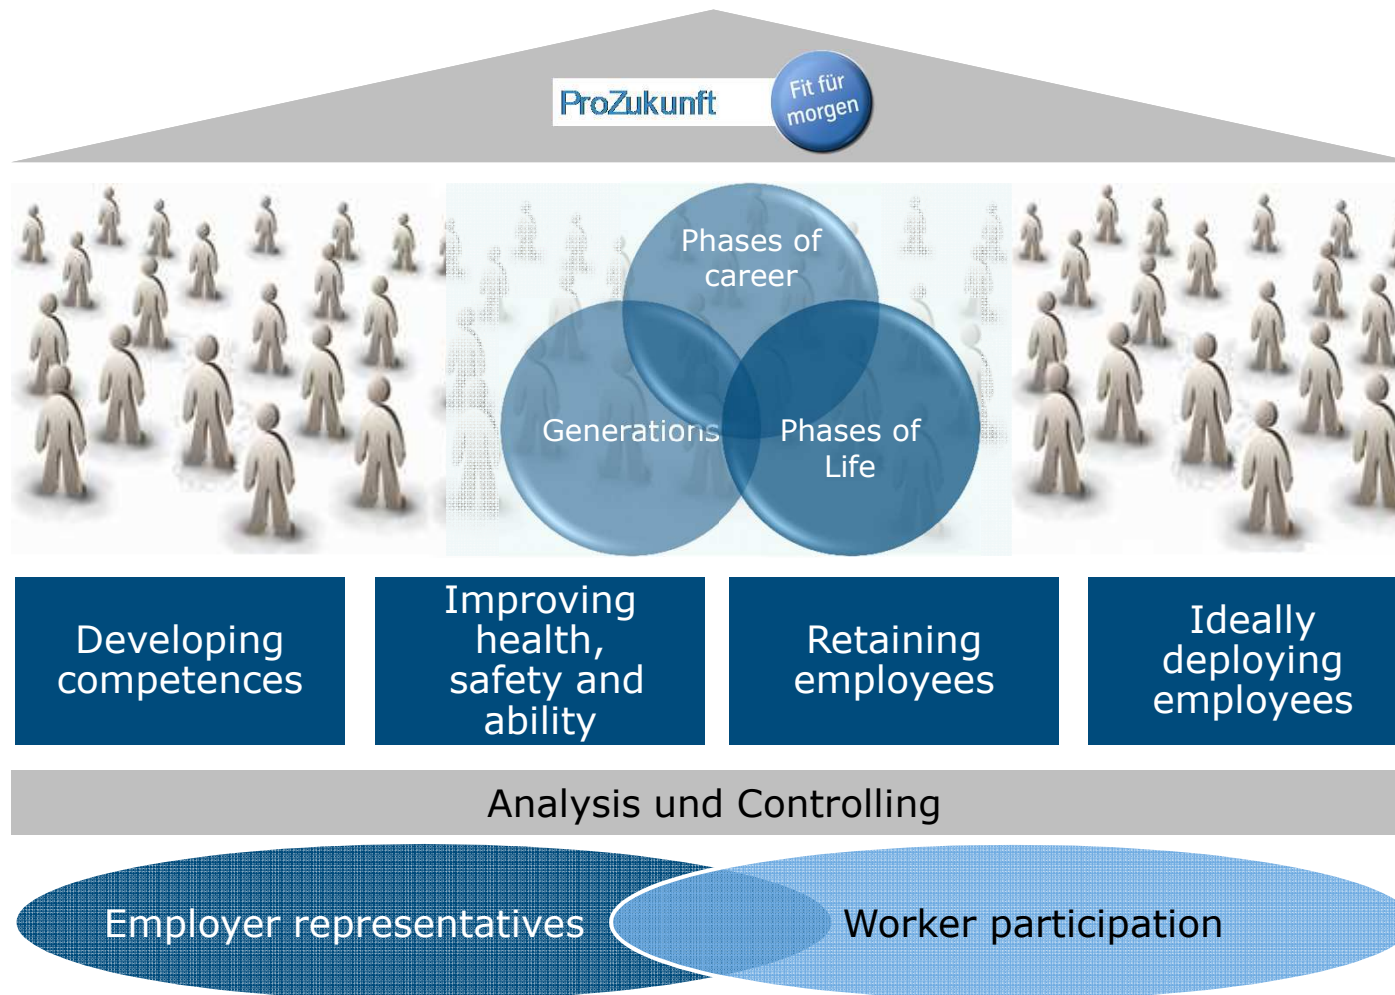 ProZukunft
Fit für
morgen
Phases of
career
Generations
Phases of
Life
Developing
competences
Improving
health,
safety and
ability
Retaining
employees
Ideally
deploying
employees
Analysis und Controlling
Employer representatives
Worker participation